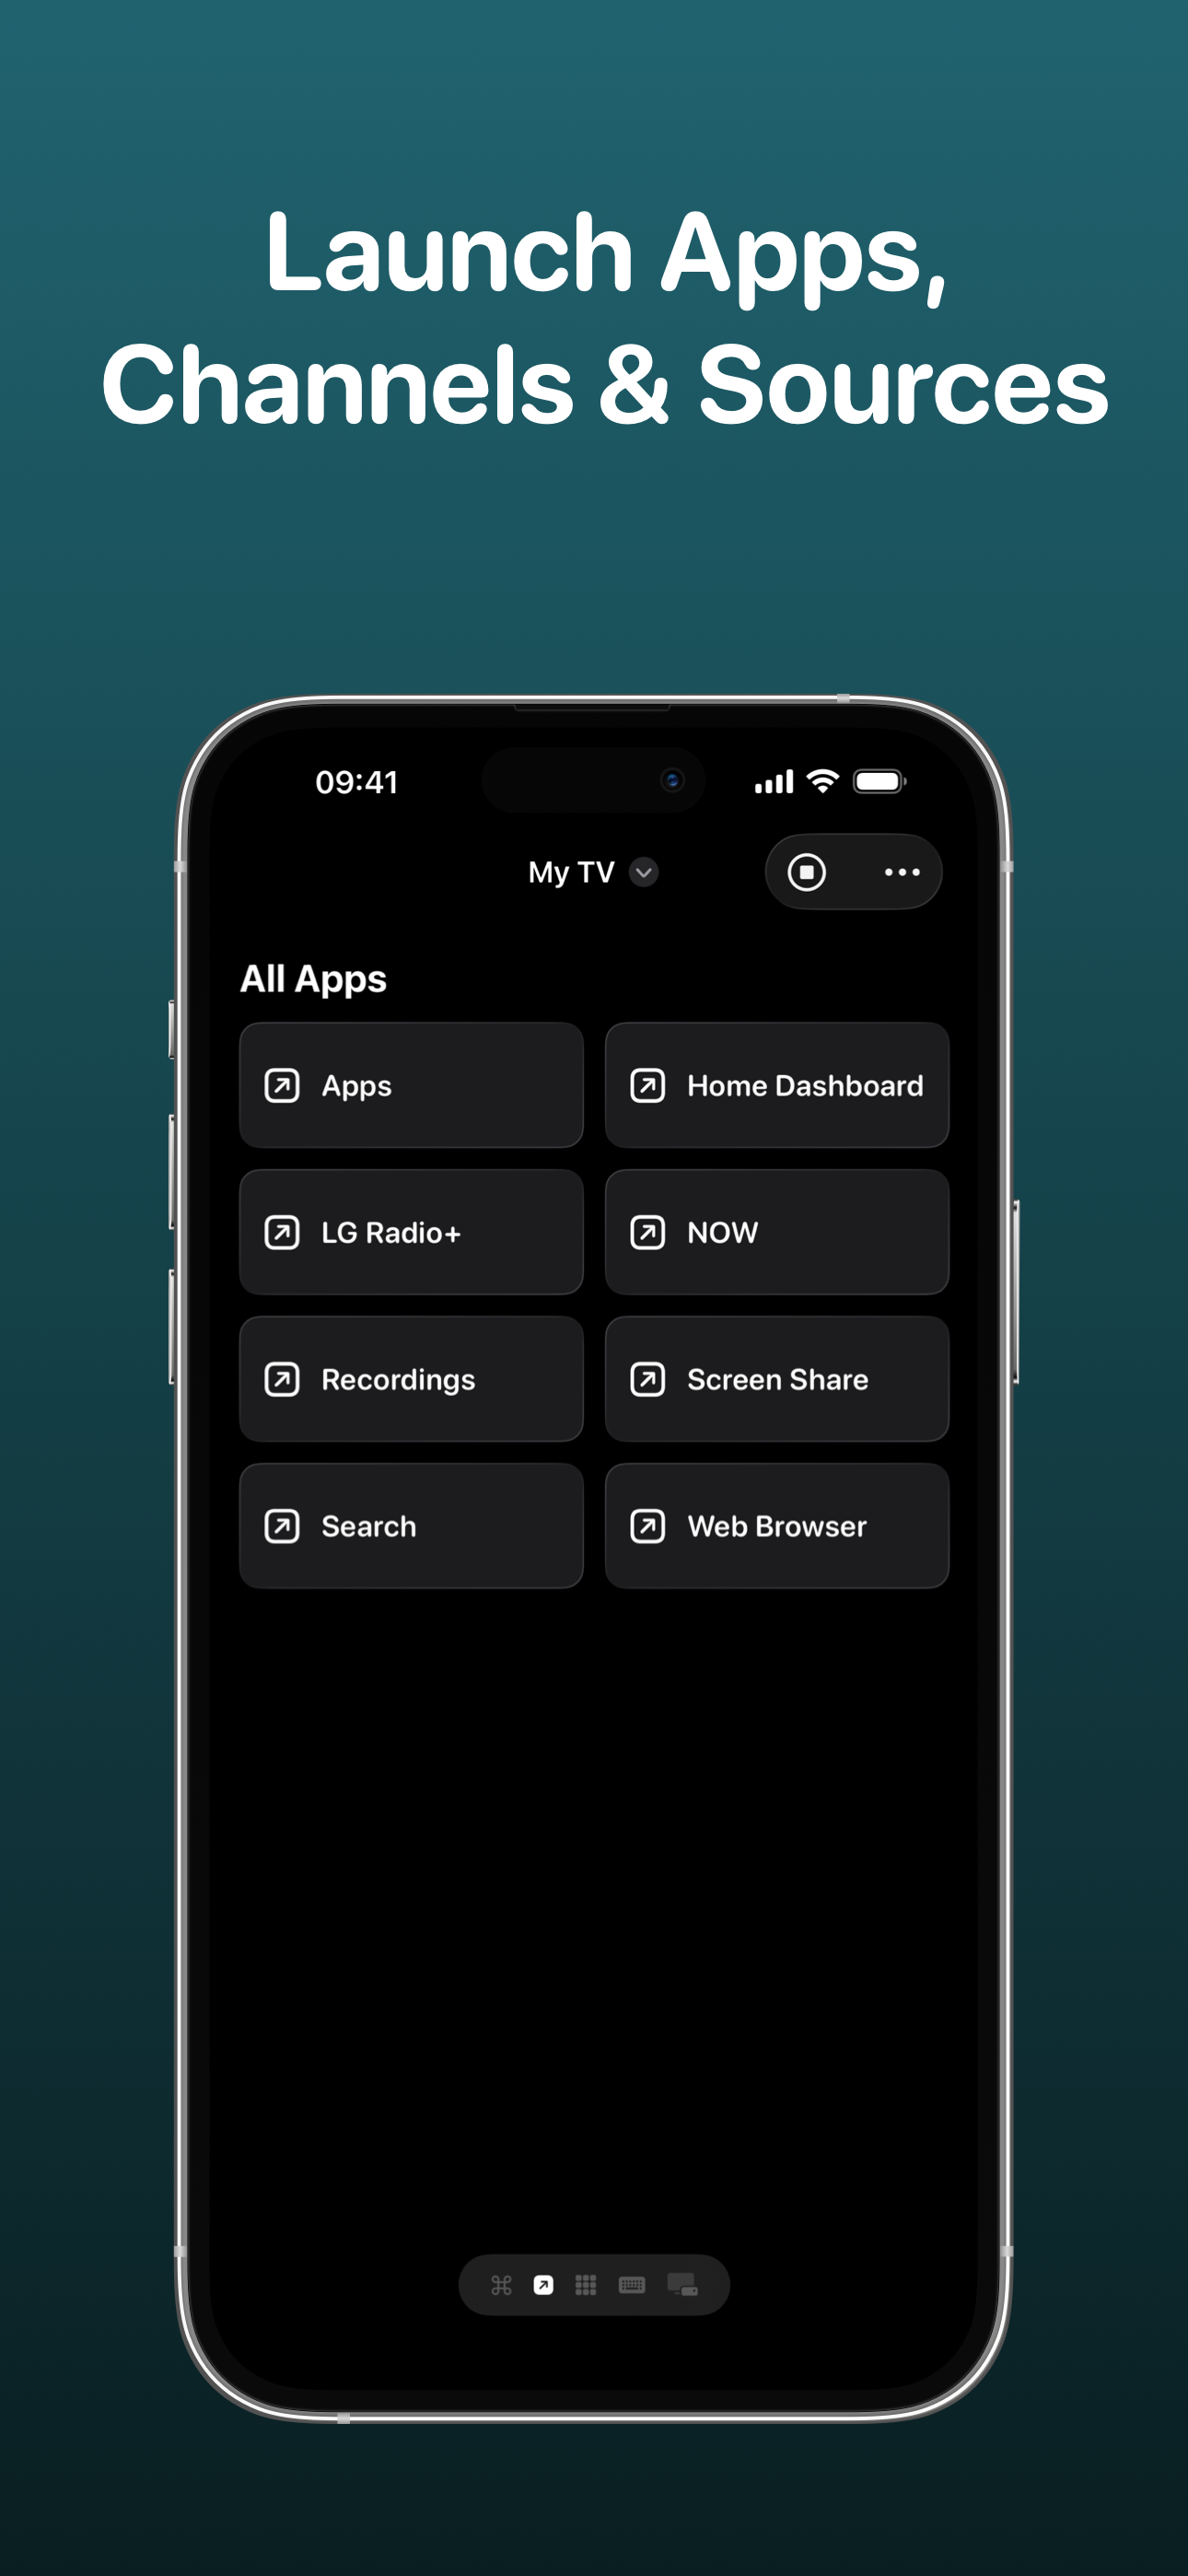 Launch Apps,
Channels & Sources
09:41
My TV
All Apps
Apps
Home Dashboard
LG Radio+
NOW
Recordings
Screen Share
Search
Web Browser